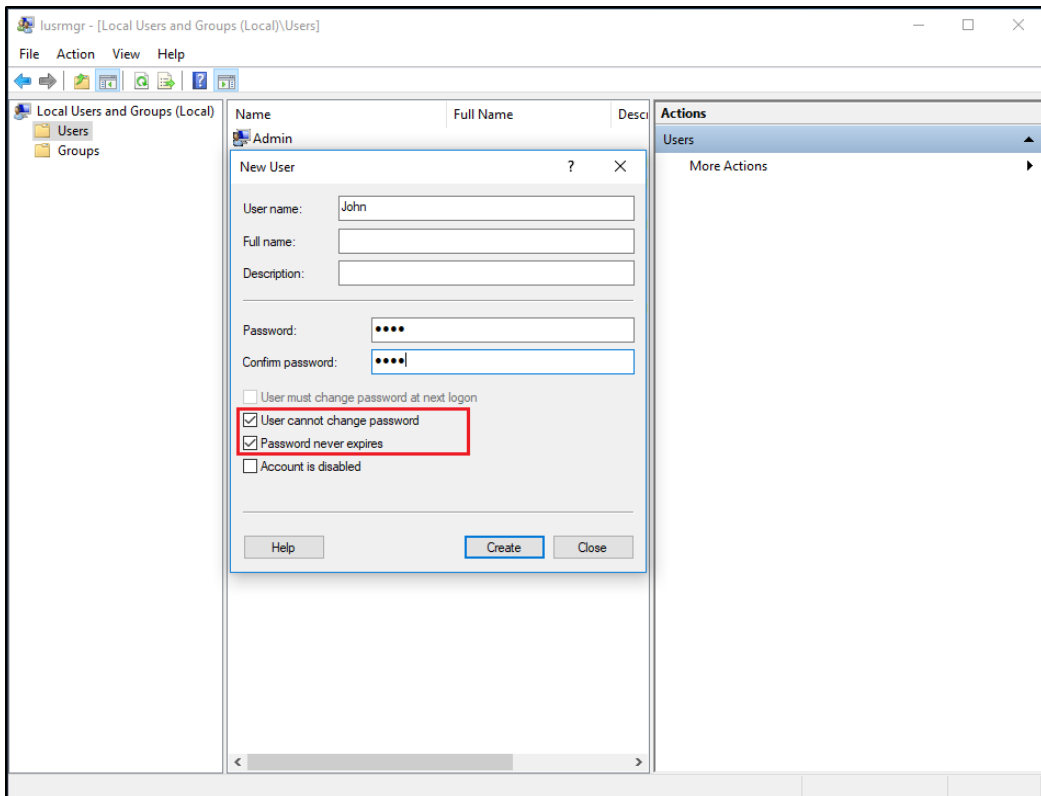 lusrmgr - [Local Users and Groups (Local)\Users]
File Action View Help
Local Users and Groups (Local)
Users
Groups
Name Full Name Descr
Admin
New User
User name: John
Full name:
Description:
Password: ••••
Confirm password: ••••
User must change password at next logon
User cannot change password
Password never expires
Account is disabled
Help Create Close
Actions
Users
More Actions